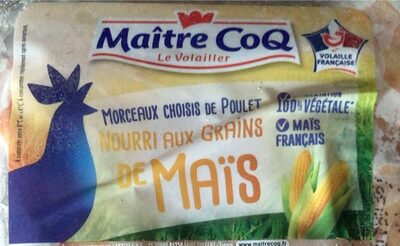 Maître CoQ
Le Volailler
VOLAILLE
FRANÇAISE
MORCEAUX CHOISIS DE POULET
NOURRI AUX GRAINS
DE MAÏS
100% VÉGÉTALE*
MAÏS
FRANÇAIS
www.maitrecoq.fr